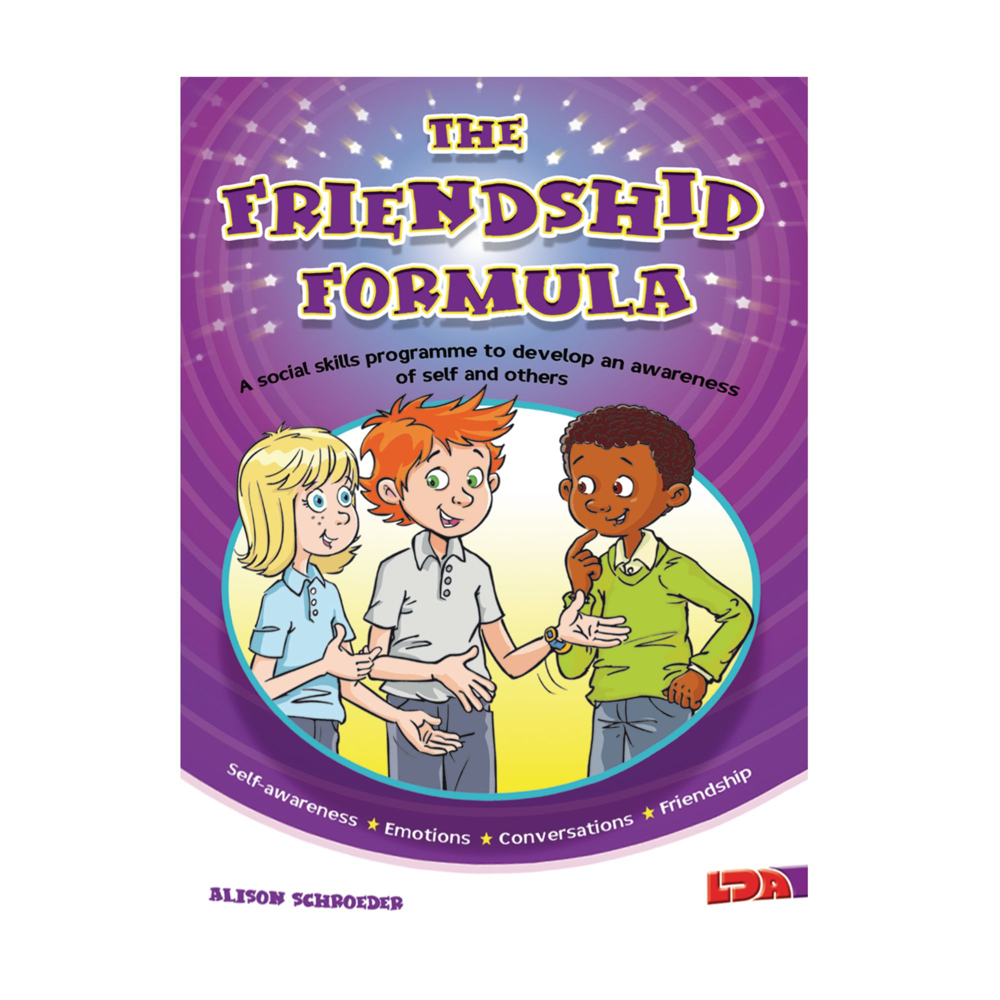 THE
FRIENDSHIP
FORMULA
A social skills programme to develop an awareness
of self and others
Self-awareness ★ Emotions ★ Conversations ★ Friendship
ALISON SCHROEDER
LDA